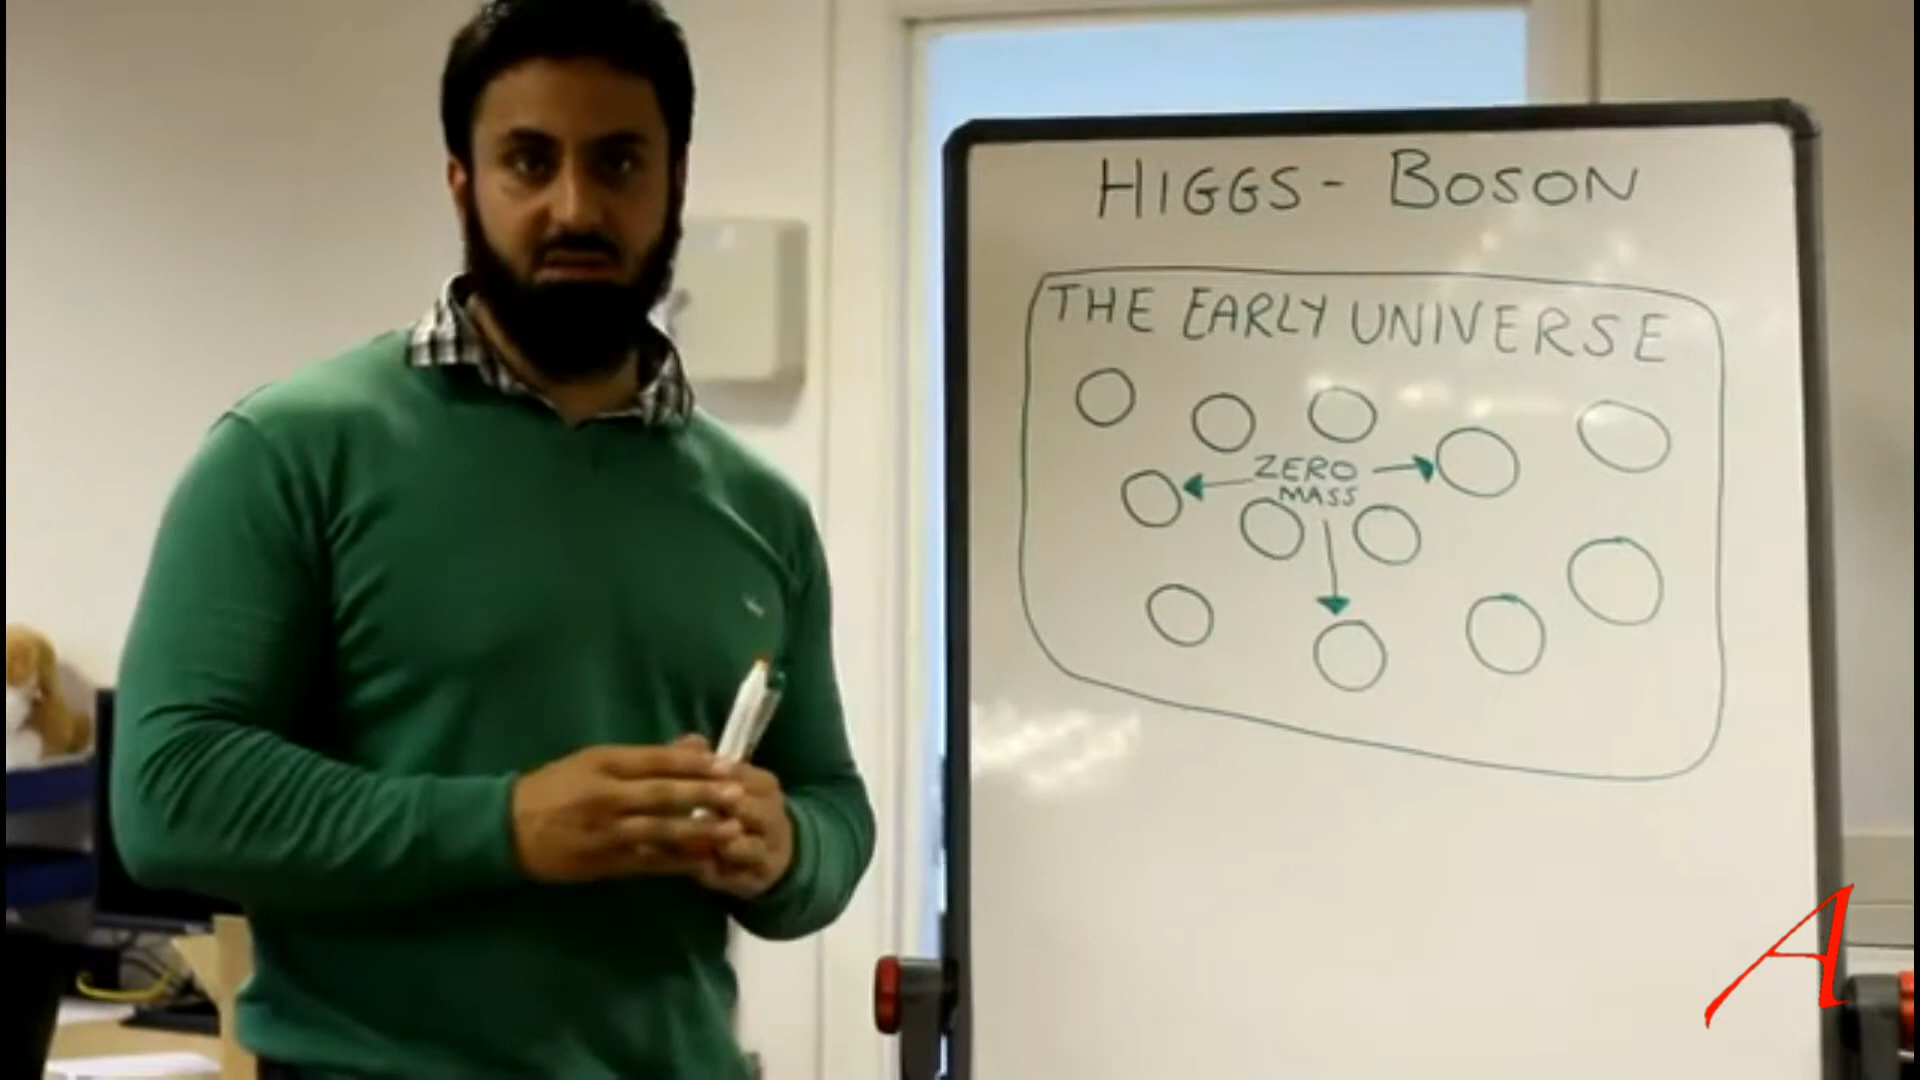 HIGGS - BOSON
THE EARLY UNIVERSE
ZERO
MASS
A